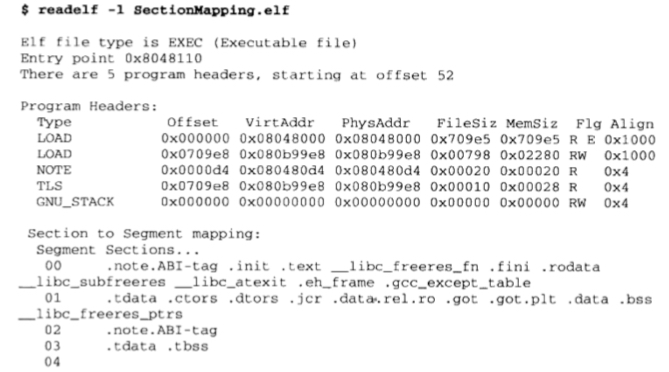 $ readelf -l SectionMapping.elf
Elf file type is EXEC (Executable file)
Entry point 0x8048110
There are 5 program headers, starting at offset 52
Program Headers:
Type Offset VirtAddr PhysAddr FileSiz MemSiz Flg Align
LOAD 0x000000 0x08048000 0x08048000 0x709e5 0x709e5 R E 0x1000
LOAD 0x0709e8 0x080b99e8 0x080b99e8 0x00798 0x02280 RW 0x1000
NOTE 0x0000d4 0x080480d4 0x080480d4 0x00020 0x00020 R 0x4
TLS 0x0709e8 0x080b99e8 0x080b99e8 0x00010 0x00028 R 0x4
GNU_STACK 0x000000 0x00000000 0x00000000 0x00000 0x00000 RW 0x4
Section to Segment mapping:
Segment Sections...
00 .note.ABI-tag .init .text __libc_freeres_fn .fini .rodata
__libc_subfreeres __libc_atexit .eh_frame .gcc_except_table
01 .tdata .ctors .dtors .jcr .data.rel.ro .got .got.plt .data .bss
__libc_freeres_ptrs
02 .note.ABI-tag
03 .tdata .tbss
04